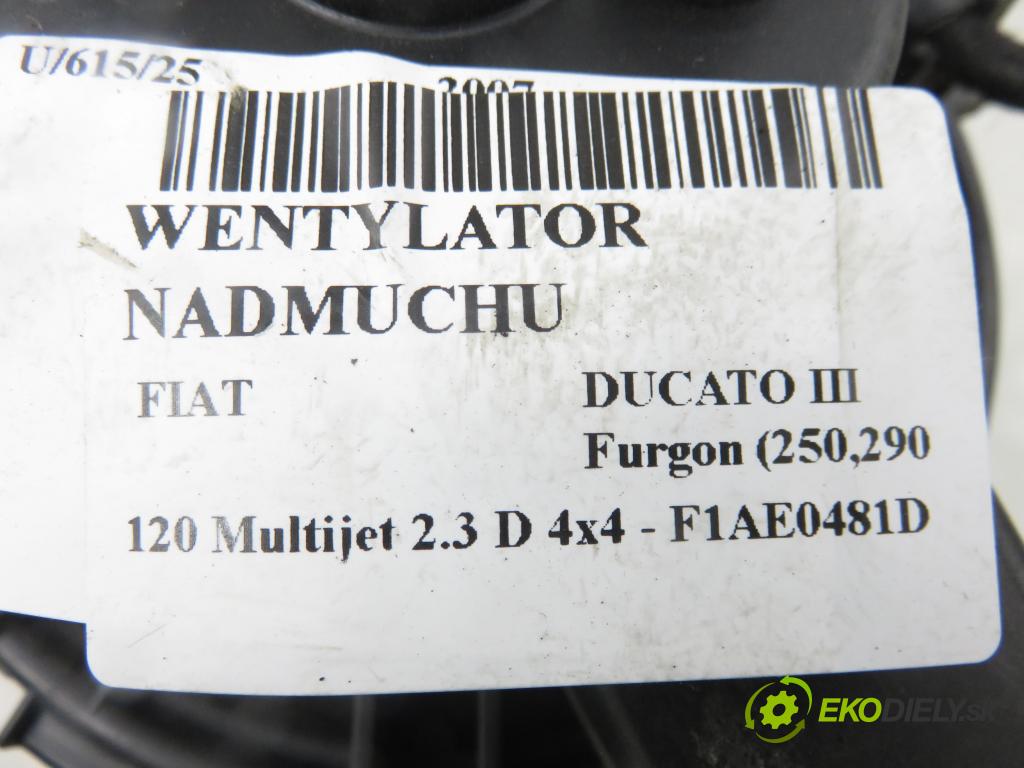 U/615/25 2007
WENTYLATOR
NADMUCHU
FIAT DUCATO III
Furgon (250,290
120 Multijet 2.3 D 4x4 - F1AE0481D
EKODIELY.sk